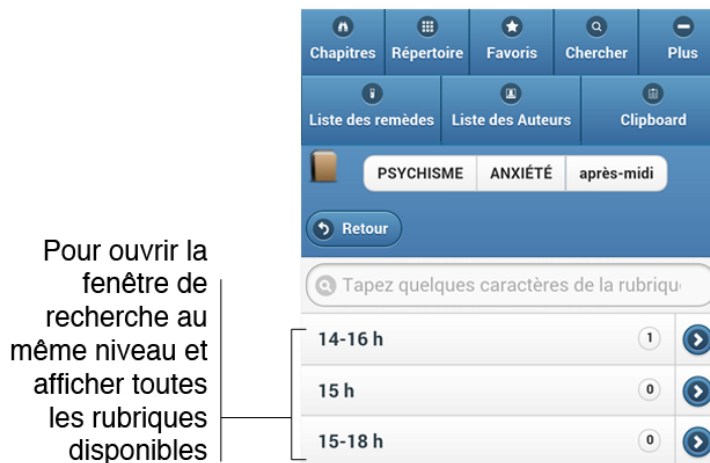 Chapitres Répertoire Favoris Chercher Plus
Liste des remèdes Liste des Auteurs Clipboard
PSYCHISME ANXIÉTÉ après-midi
Retour
Tapez quelques caractères de la rubriqu
14-16 h 1
15 h 0
15-18 h 0
Pour ouvrir la
fenêtre de
recherche au
même niveau et
afficher toutes
les rubriques
disponibles